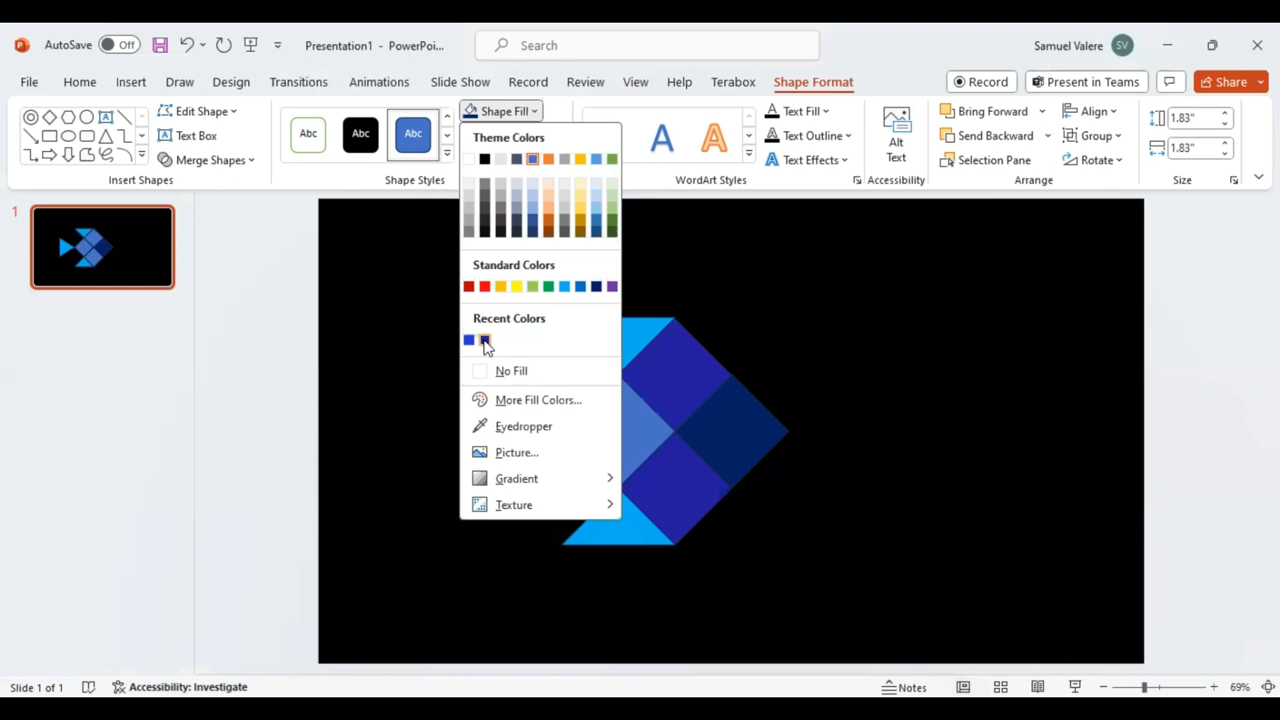 AutoSave Off Presentation1 - PowerPoi... Search Samuel Valere SV
File Home Insert Draw Design Transitions Animations Slide Show Record Review View Help Terabox Shape Format Record Present in Teams Share
Edit Shape Abc Abc Abc Shape Fill A A Text Fill Bring Forward Align 1.83"
Text Box Text Outline Alt Text Send Backward Group 1.83"
Merge Shapes Text Effects Selection Pane Rotate
Insert Shapes Shape Styles WordArt Styles Accessibility Arrange Size
Theme Colors
1
Standard Colors
Recent Colors
No Fill
More Fill Colors...
Eyedropper
Picture...
Gradient
Texture
Slide 1 of 1 Accessibility: Investigate Notes 69%